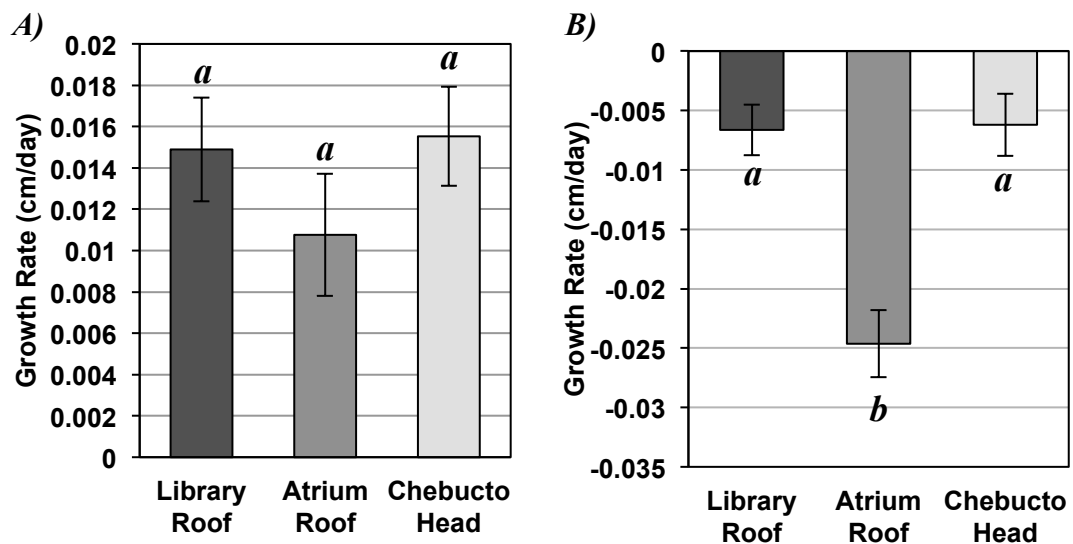 A)
Growth Rate (cm/day)
0.02
0.018
0.016
0.014
0.012
0.01
0.008
0.006
0.004
0.002
0
a
a
a
Library
Roof
Atrium
Roof
Chebucto
Head
B)
Growth Rate (cm/day)
0
-0.005
-0.01
-0.015
-0.02
-0.025
-0.03
-0.035
a
b
a
Library
Roof
Atrium
Roof
Chebucto
Head